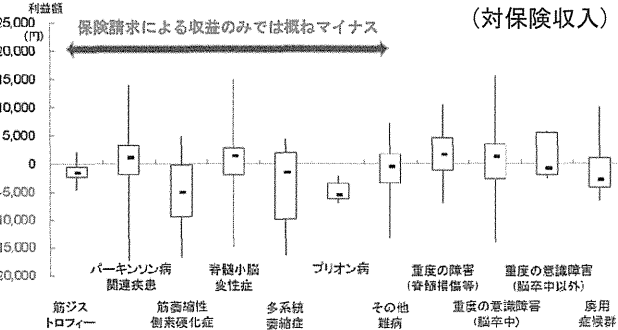 利益額
(円)
(対保険収入)
保険請求による収益のみでは概ねマイナス
25,000
20,000
15,000
10,000
5,000
0
5,000
10,000
15,000
20,000
筋ジス
トロフィー
パーキンソン病
関連疾患
筋萎縮性
側索硬化症
脊髄小脳
変性症
多系統
萎縮症
プリオン病
その他
難病
重度の障害
(脊髄損傷等)
重度の意識障害
(脳卒中)
重度の意識障害
(脳卒中以外)
廃用
症候群